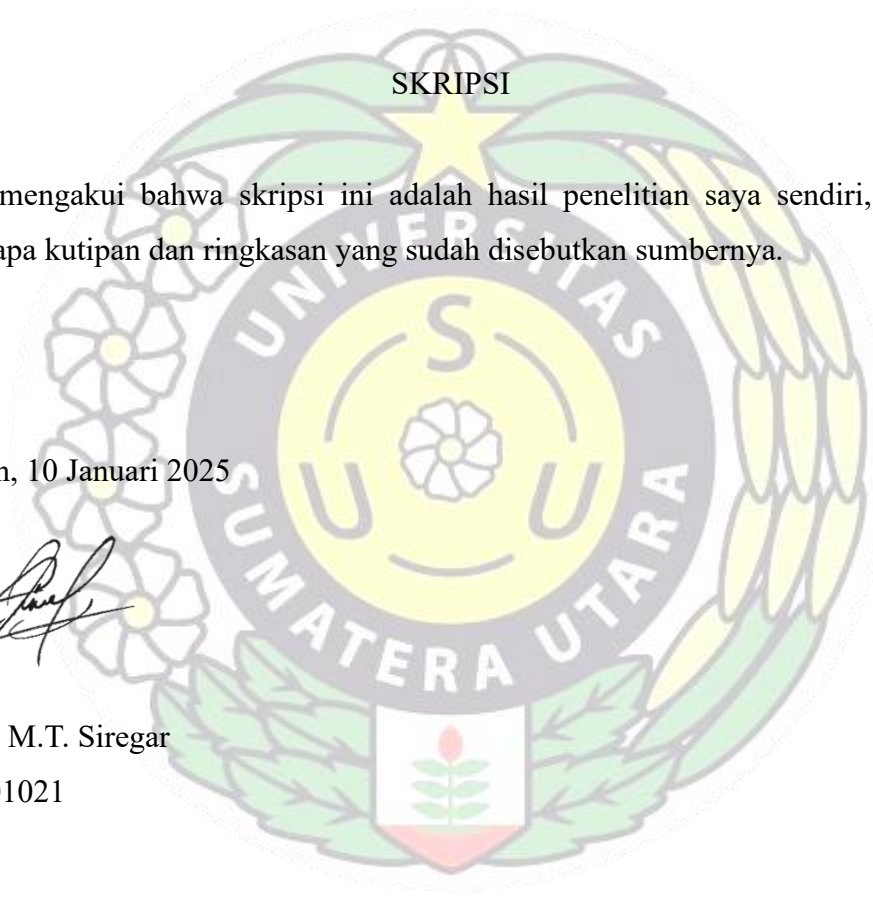 SKRIPSI
mengakui bahwa skripsi ini adalah hasil penelitian saya sendiri,
kutipan dan ringkasan yang sudah disebutkan sumbernya.
UNIVERSITAS
S
U U
SUMATERA UTARA
10 Januari 2025
M.T. Siregar
1021